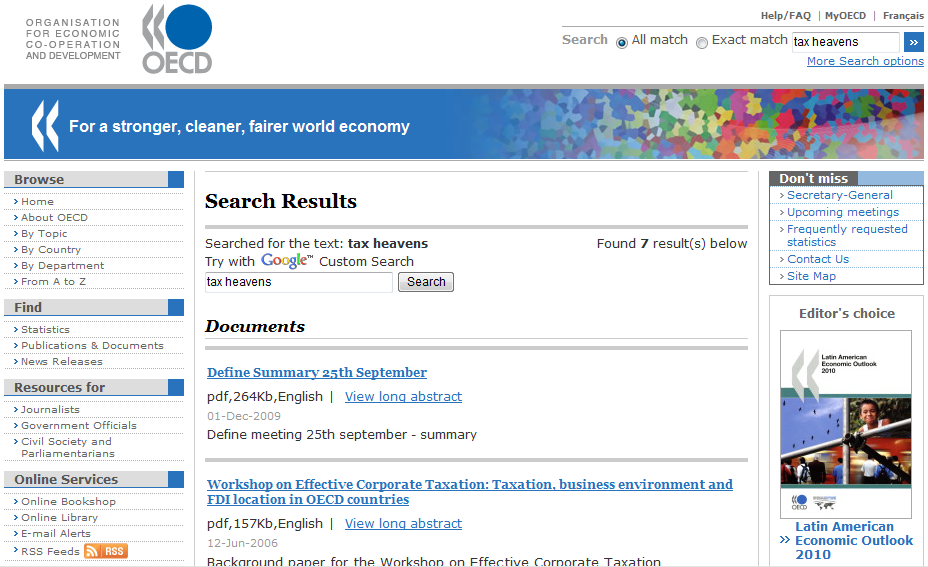 ORGANISATION
FOR ECONOMIC
CO-OPERATION
AND DEVELOPMENT
OECD
Help/FAQ | MyOECD | Français
Search All match Exact match tax heavens »
More Search options
For a stronger, cleaner, fairer world economy
Browse
Home
About OECD
By Topic
By Country
By Department
From A to Z
Find
Statistics
Publications & Documents
News Releases
Resources for
Journalists
Government Officials
Civil Society and
Parliamentarians
Online Services
Online Bookshop
Online Library
E-mail Alerts
RSS Feeds RSS
Search Results
Searched for the text: tax heavens Found 7 result(s) below
Try with Google™ Custom Search
tax heavens Search
Documents
Define Summary 25th September
pdf,264Kb,English | View long abstract
01-Dec-2009
Define meeting 25th september - summary
Workshop on Effective Corporate Taxation: Taxation, business environment and
FDI location in OECD countries
pdf,157Kb,English | View long abstract
12-Jun-2006
Background paper for the Workshop on Effective Corporate Taxation
Don't miss
Secretary-General
Upcoming meetings
Frequently requested
statistics
Contact Us
Site Map
Editor's choice
Latin American
Economic Outlook
2010
OECD
Latin American
» Economic Outlook
2010